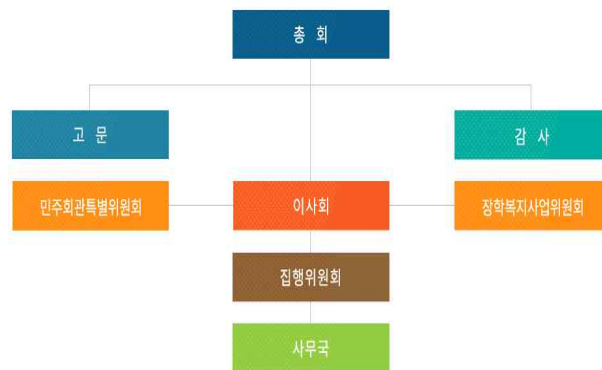 총 회
고 문
감 사
민주회관특별위원회
이사회
장학복지사업위원회
집행위원회
사무국